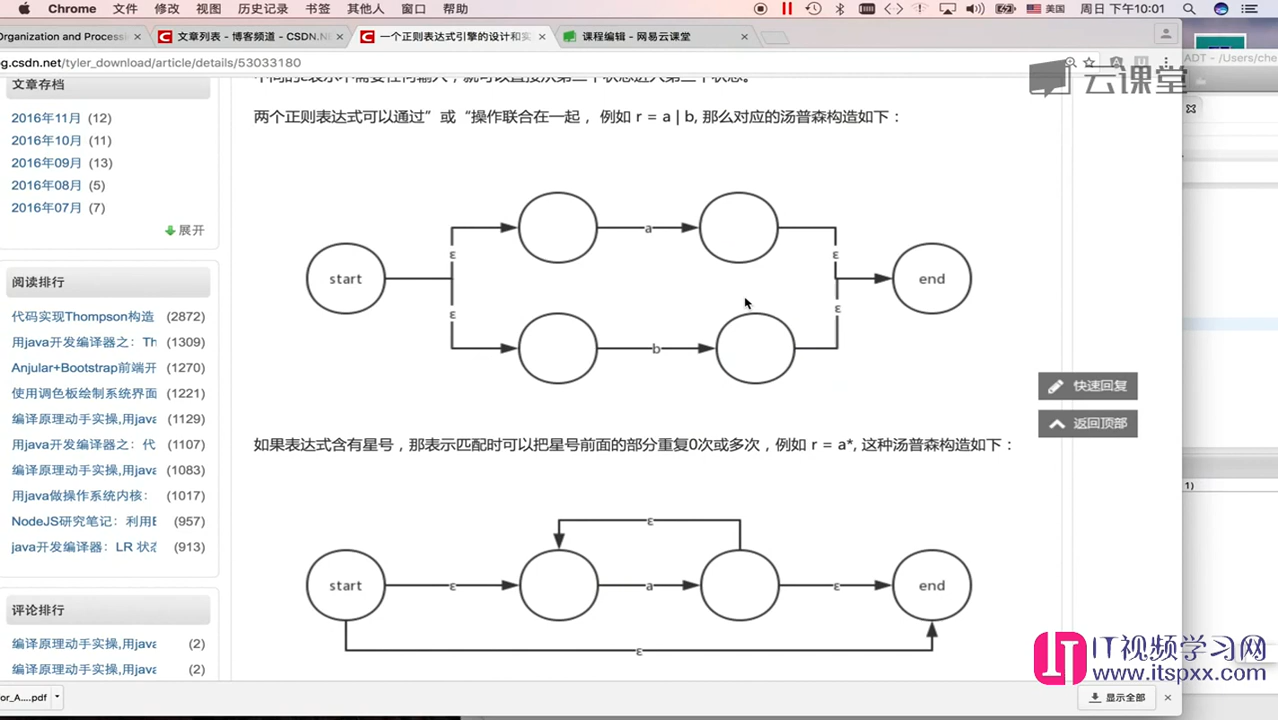 Chrome 文件 修改 视图 历史记录 书签 其他人 窗口 帮助 美国 周日 下午10:01
Organization and Process 文章列表 - 博客频道 - CSDN.NE 一个正则表达式引擎的设计和实 课程编辑 - 网易云课堂
g.csdn.net/tyler_download/article/details/53033180
ADT - /Users/che
云课堂
文章存档
2016年11月 (12)
2016年10月 (11)
2016年09月 (13)
2016年08月 (5)
2016年07月 (7)
展开
阅读排行
代码实现Thompson构造 (2872)
用java开发编译器之：Th (1309)
Anjular+Bootstrap前端开 (1270)
使用调色板绘制系统界面 (1221)
编译原理动手实操,用java (1129)
用java开发编译器之：代 (1107)
编译原理动手实操,用java (1083)
用java做操作系统内核： (1017)
NodeJS研究笔记：利用E (957)
java开发编译器：LR 状态 (913)
评论排行
编译原理动手实操,用java (2)
编译原理动手实操,用java (2)
两个正则表达式可以通过”或“操作联合在一起，例如 r = a | b, 那么对应的汤普森构造如下：
a
ε ε
start end
ε ε
b
如果表达式含有星号，那表示匹配时可以把星号前面的部分重复0次或多次，例如 r = a*, 这种汤普森构造如下：
ε
start ε a ε end
ε
快速回复
返回顶部
1)
IT视频学习网
www.itspxx.com
or_A....pdf
显示全部